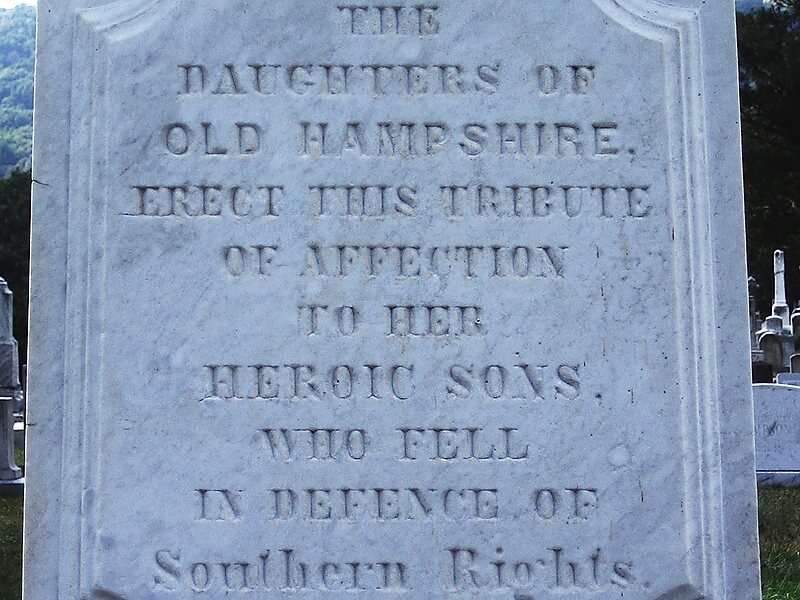 THE
DAUGHTERS OF
OLD HAMPSHIRE,
ERECT THIS TRIBUTE
OF AFFECTION
TO HER
HEROIC SONS,
WHO FELL
IN DEFENCE OF
Southern Rights.